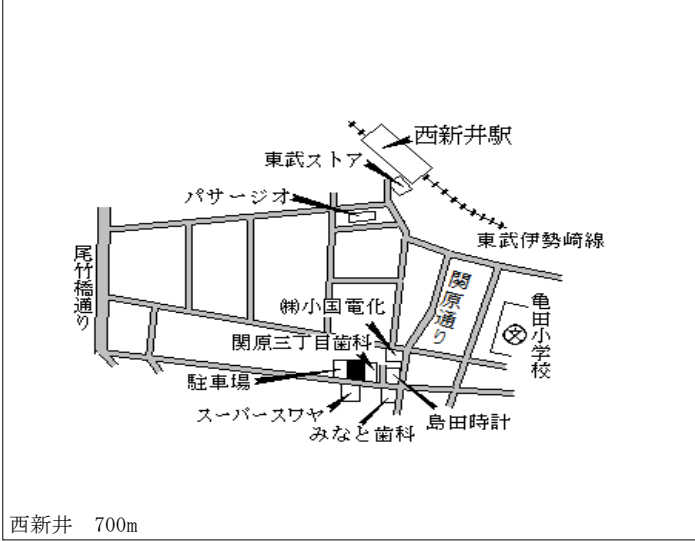 西新井駅
東武ストア
パサージオ
東武伊勢崎線
尾竹橋通り
関原通り
亀田小学校
㈱小国電化
関原三丁目歯科
駐車場
スーパースワヤ
みなと歯科
島田時計
西新井　700m